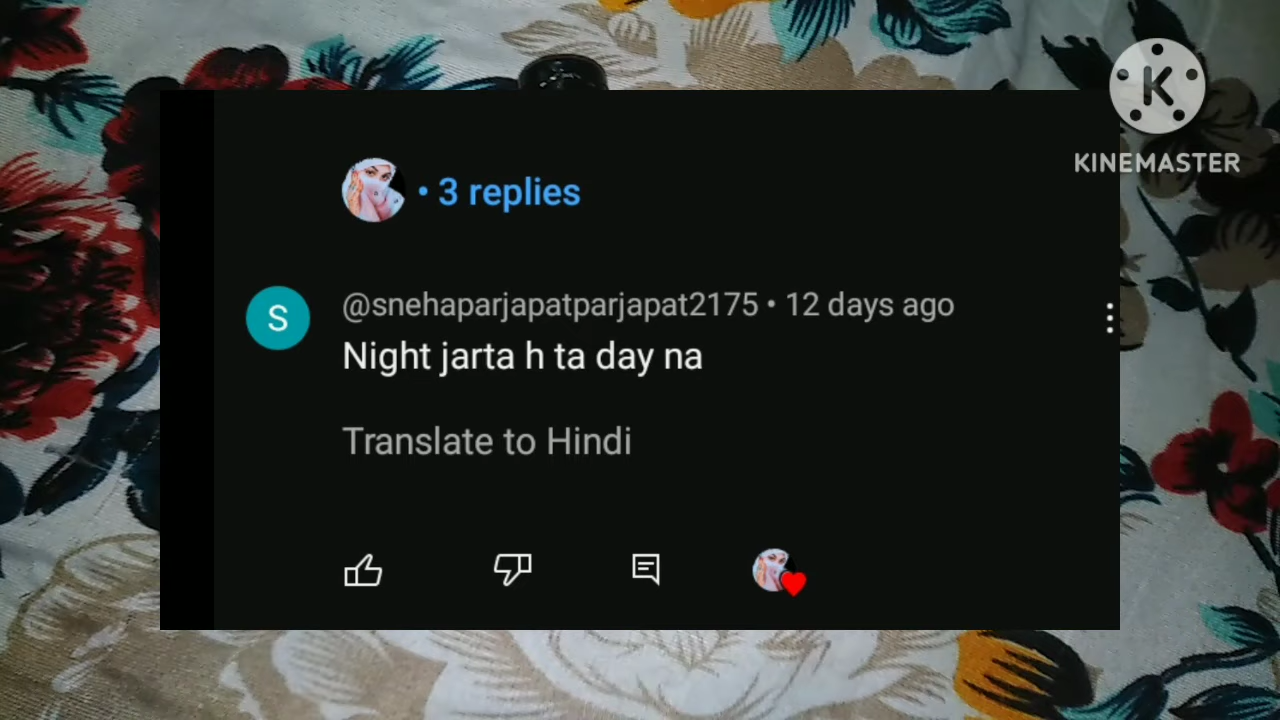 K
KINEMASTER
• 3 replies
S
@snehaparjapatparjapat2175 • 12 days ago
Night jarta h ta day na
Translate to Hindi